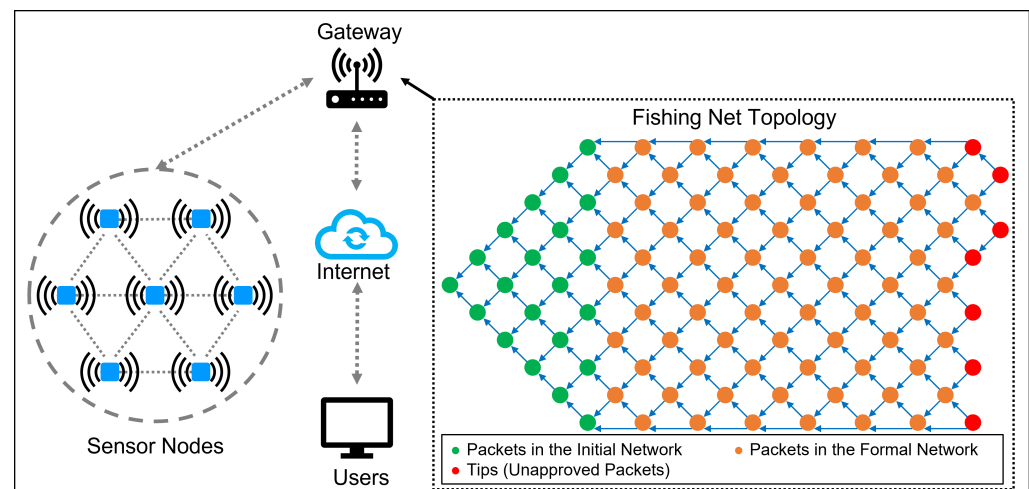 Gateway
Fishing Net Topology
Internet
Sensor Nodes
Users
Packets in the Initial Network
Packets in the Formal Network
Tips (Unapproved Packets)